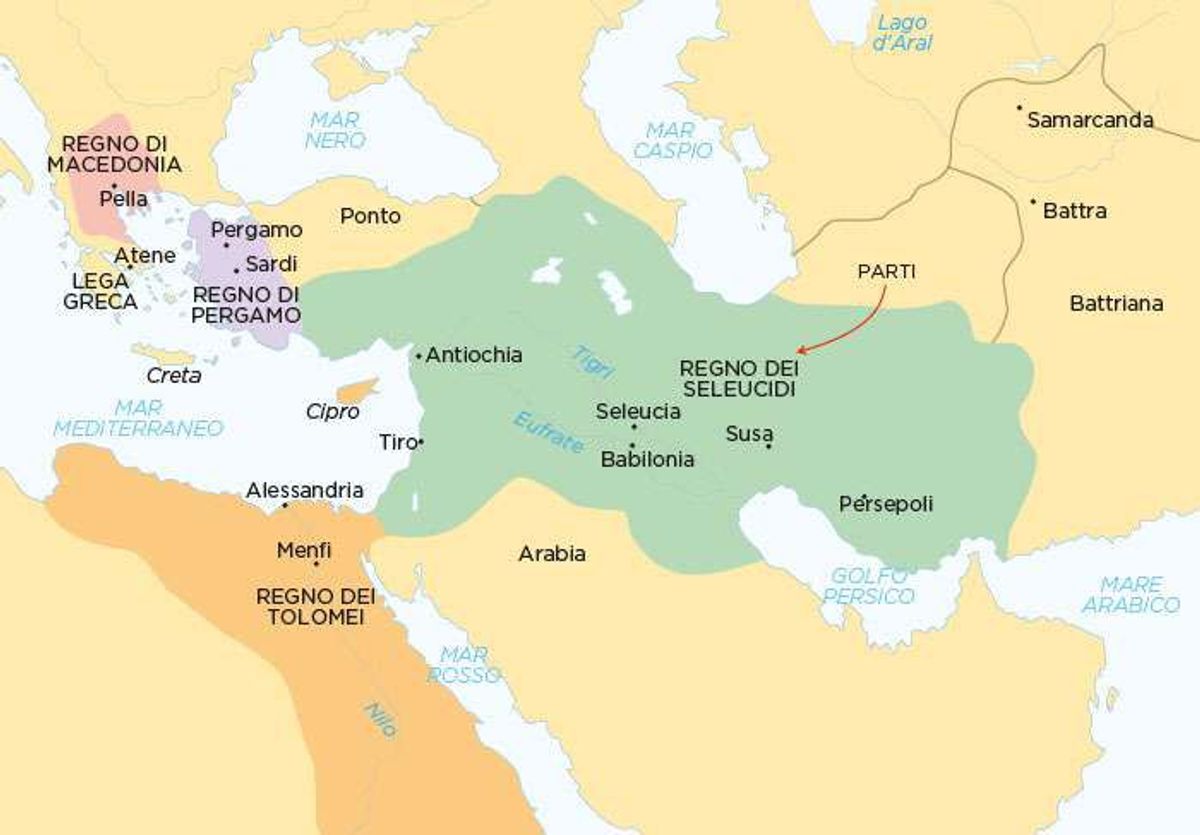 Lago
d'Aral
MAR
NERO
MAR
CASPIO
Samarcanda
REGNO DI
MACEDONIA
Pella
Ponto
Battra
Pergamo
Atene
Sardi
LEGA
GRECA
REGNO DI
PERGAMO
PARTI
Battriana
Antiochia
Tigri
REGNO DEI
SELEUCIDI
Creta
Cipro
MAR
MEDITERRANEO
Seleucia
Eufrate
Susa
Tiro
Babilonia
Alessandria
Persepoli
Menfi
Arabia
REGNO DEI
TOLOMEI
GOLFO
PERSICO
MARE
ARABICO
MAR
ROSSO
Nilo